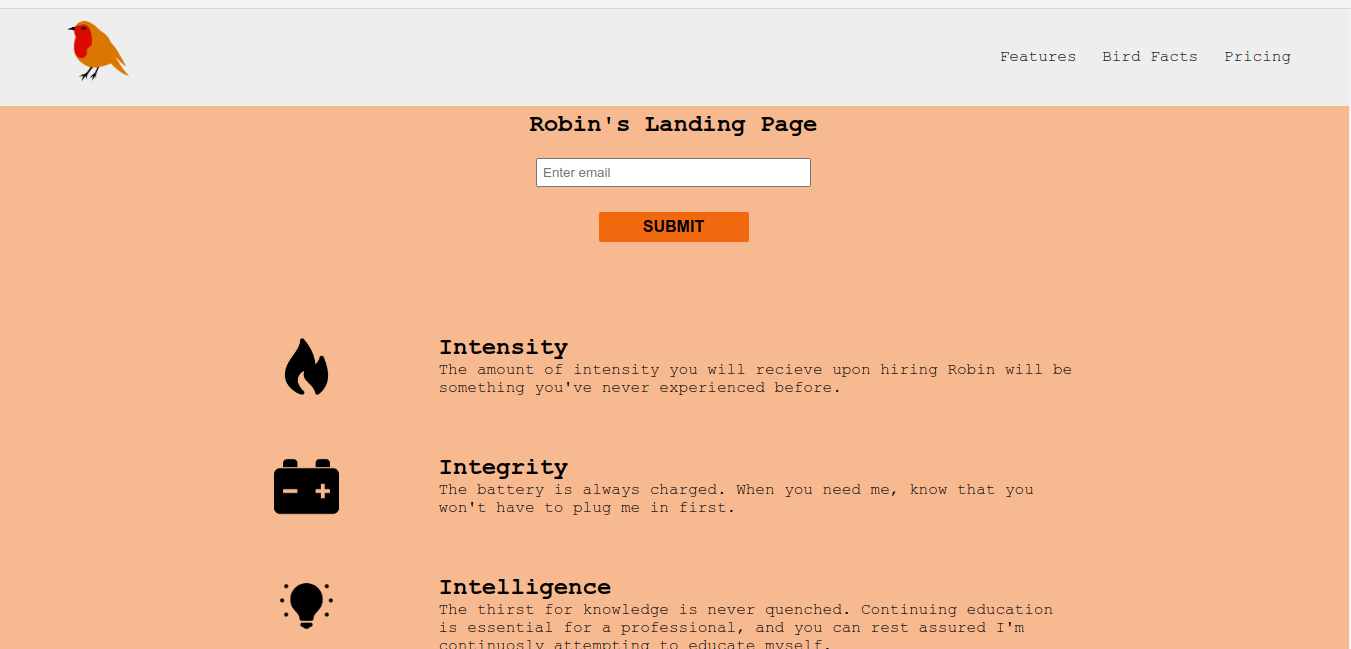 Features Bird Facts Pricing
Robin's Landing Page
Enter email
SUBMIT
Intensity
The amount of intensity you will recieve upon hiring Robin will be
something you've never experienced before.
Integrity
The battery is always charged. When you need me, know that you
won't have to plug me in first.
Intelligence
The thirst for knowledge is never quenched. Continuing education
is essential for a professional, and you can rest assured I'm
continuosly attempting to educate myself.